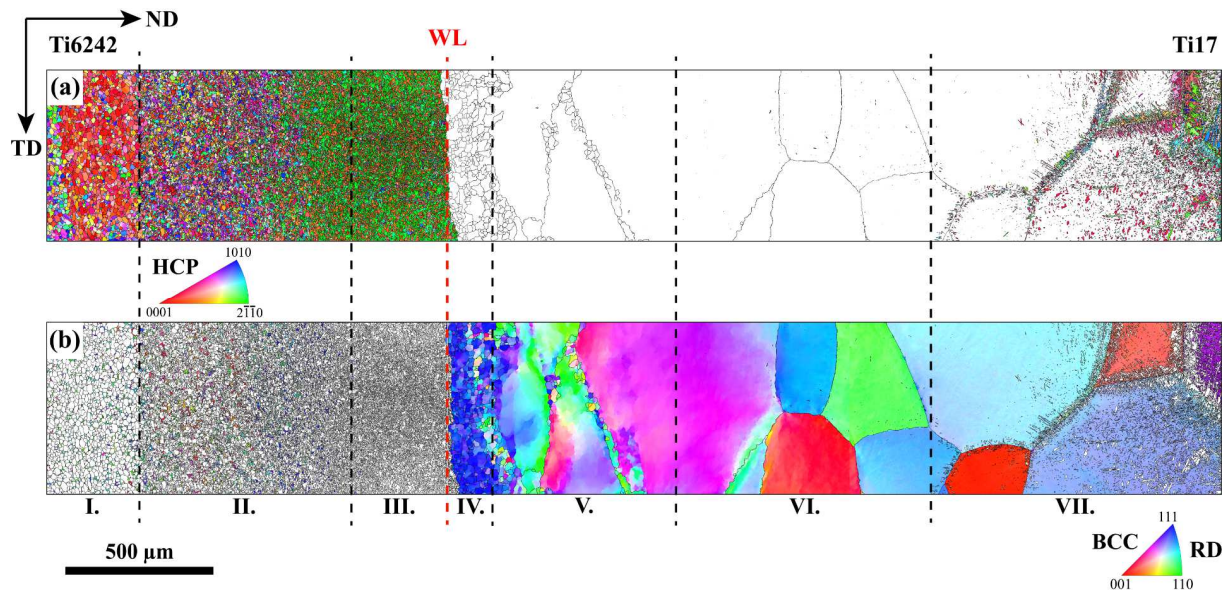 ND
Ti6242
WL
Ti17
(a)
TD
HCP
1010
0001
2110
(b)
I.
II.
III.
IV.
V.
VI.
VII.
500 µm
BCC
111
RD
001
110